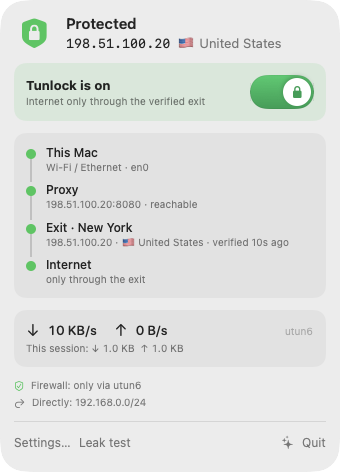 Protected
198.51.100.20 🇺🇸 United States
Tunlock is on
Internet only through the verified exit
This Mac
Wi-Fi / Ethernet · en0
Proxy
198.51.100.20:8080 · reachable
Exit · New York
198.51.100.20 · 🇺🇸 United States · verified 10s ago
Internet
only through the exit
↓ 10 KB/s ↑ 0 B/s utun6
This session: ↓ 1.0 KB ↑ 1.0 KB
Firewall: only via utun6
Directly: 192.168.0.0/24
Settings... Leak test Quit